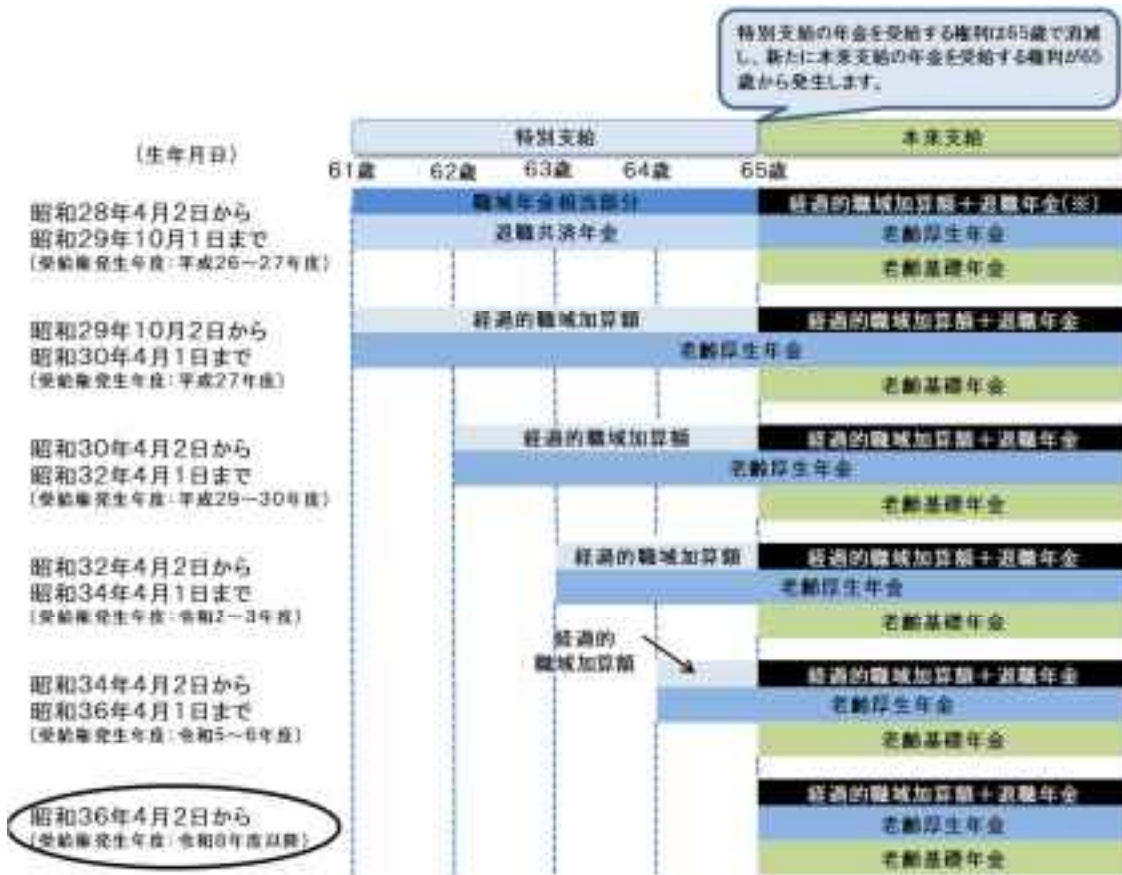 特別支給の年金を受給する権利は65歳で消滅
し、新たに本来支給の年金を受給する権利が65
歳から発生します。
特別支給
本来支給
(生年月日)
61歳
62歳
63歳
64歳
65歳
昭和28年4月2日から
昭和29年10月1日まで
(受給権発生年度:平成26~27年度)
職域年金相当部分
経過的職域加算額+退職年金(※)
退職共済年金
老齢厚生年金
老齢基礎年金
昭和29年10月2日から
昭和30年4月1日まで
(受給権発生年度:平成27年度)
経過的職域加算額
経過的職域加算額+退職年金
老齢厚生年金
老齢基礎年金
昭和30年4月2日から
昭和32年4月1日まで
(受給権発生年度:平成29~30年度)
経過的職域加算額
経過的職域加算額+退職年金
老齢厚生年金
老齢基礎年金
昭和32年4月2日から
昭和34年4月1日まで
(受給権発生年度:令和2~3年度)
経過的職域加算額
経過的職域加算額+退職年金
老齢厚生年金
老齢基礎年金
経過的
職域加算額
昭和34年4月2日から
昭和36年4月1日まで
(受給権発生年度:令和5~6年度)
経過的職域加算額+退職年金
老齢厚生年金
老齢基礎年金
昭和36年4月2日から
(受給権発生年度:令和8年度以降)
経過的職域加算額+退職年金
老齢厚生年金
老齢基礎年金